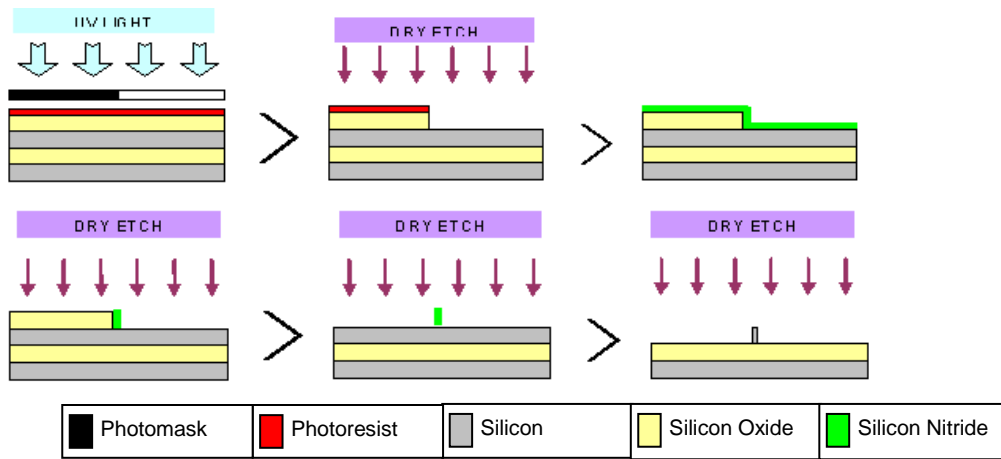 UV LIGHT
DRY ETCH
DRY ETCH
DRY ETCH
DRY ETCH
Photomask
Photoresist
Silicon
Silicon Oxide
Silicon Nitride